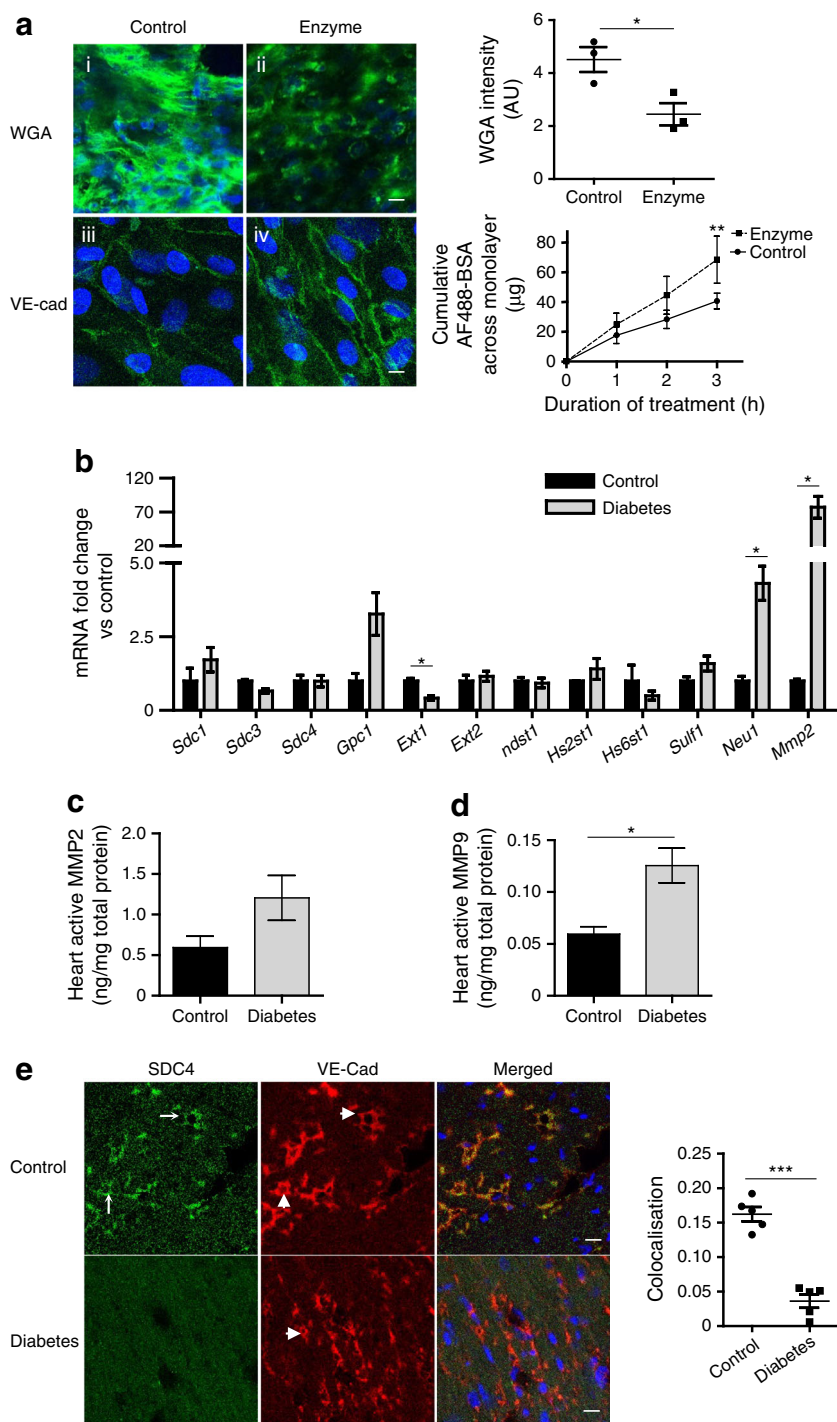 a
Control
Enzyme
WGA
i
ii
VE-cad
iii
iv
WGA intensity
(AU)
6
4
2
0
*
Control
Enzyme
Cumulative
AF488-BSA
across monolayer
(µg)
100
80
60
40
20
0
**
Enzyme
Control
0
1
2
3
Duration of treatment (h)
b
mRNA fold change
vs control
120
70
20
5.0
2.5
0
Control
Diabetes
*
*
*
Sdc1
Sdc3
Sdc4
Gpc1
Ext1
Ext2
ndst1
Hs2st1
Hs6st1
Sulf1
Neu1
Mmp2
c
Heart active MMP2
(ng/mg total protein)
2.0
1.5
1.0
0.5
0
Control
Diabetes
d
Heart active MMP9
(ng/mg total protein)
0.15
0.10
0.05
0
*
Control
Diabetes
e
SDC4
VE-Cad
Merged
Control
Diabetes
Colocalisation
0.25
0.20
0.15
0.10
0.05
0
***
Control
Diabetes